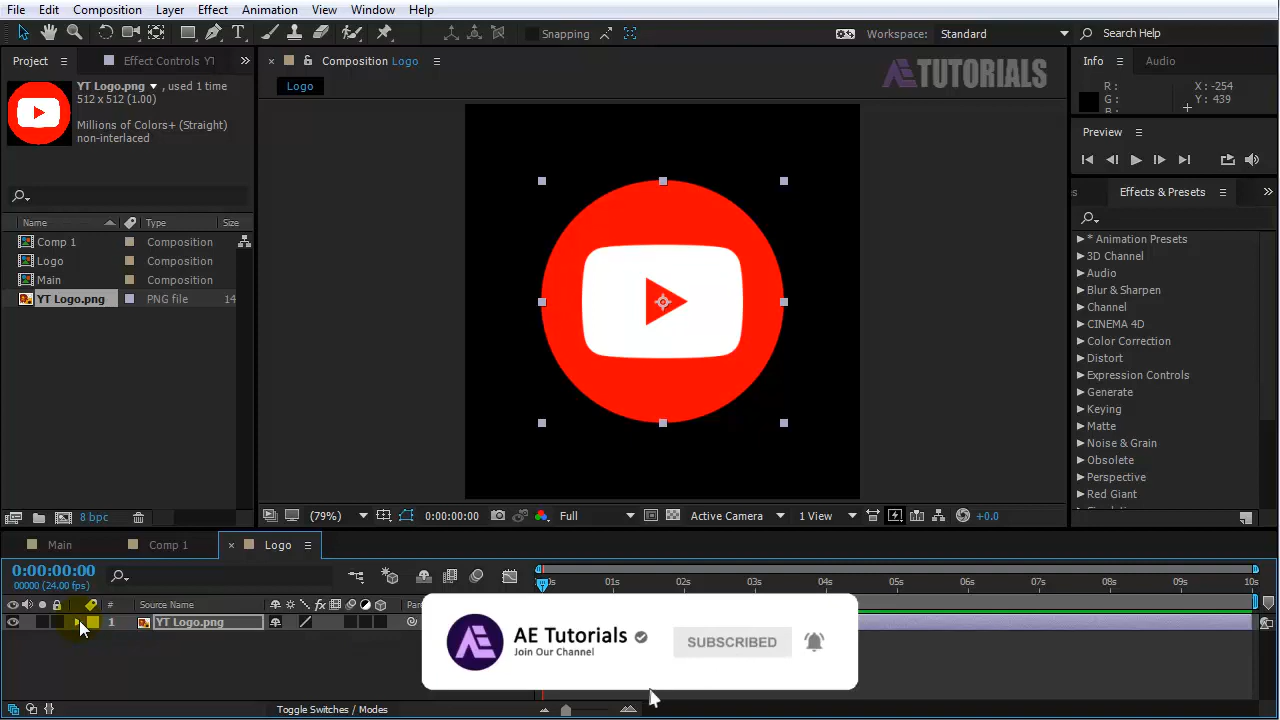 File Edit Composition Layer Effect Animation View Window Help
Snapping Workspace: Standard Search Help
Project Effect Controls YT
Composition Logo
Info Audio
Logo
AETUTORIALS
YT Logo.png , used 1 time
512 x 512 (1.00)
Millions of Colors+ (Straight)
non-interlaced
R :
G :
B :
X : -254
Y : 439
Preview
Effects & Presets
Name Type Size
Comp 1 Composition
Logo Composition
Main Composition
YT Logo.png PNG file 14
* Animation Presets
3D Channel
Audio
Blur & Sharpen
Channel
CINEMA 4D
Color Correction
Distort
Expression Controls
Generate
Keying
Matte
Noise & Grain
Obsolete
Perspective
Red Giant
8 bpc
(79%) 0:00:00:00 Full Active Camera 1 View +0.0
Main Comp 1 Logo
0:00:00:00
00000 (24.00 fps)
01s 02s 03s 04s 05s 06s 07s 08s 09s 10s
# Source Name fx Par
1 YT Logo.png
AE Tutorials
Join Our Channel
SUBSCRIBED
Toggle Switches / Modes